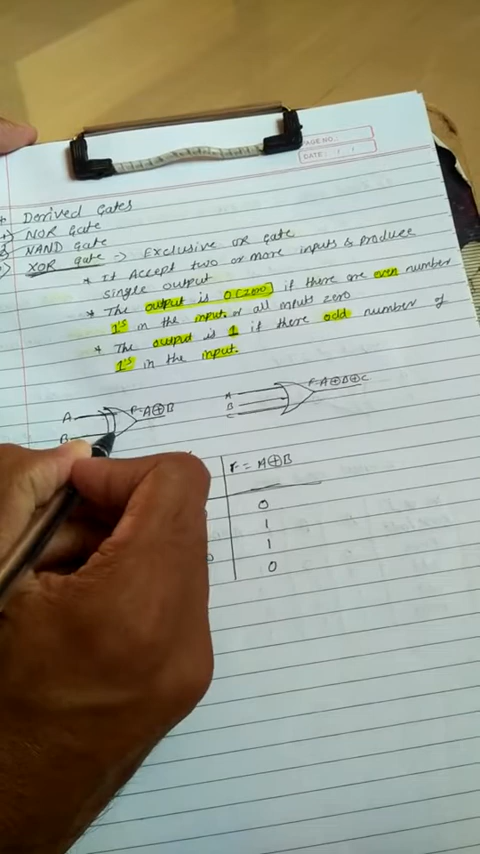 PAGE NO.:
DATE: / /
Derived Gates
NOR Gate
NAND Gate
XOR gate => Exclusive OR gate
* It Accept two or more inputs & produce
single output
* The output is 0 (zero) if there are even number
1's in the input. or all inputs zero
* The output is 1 if there odd number of
1's in the input.
A F=A⊕B
B
A F=A⊕B⊕C
B
C
F = A⊕B
0
1
1
0